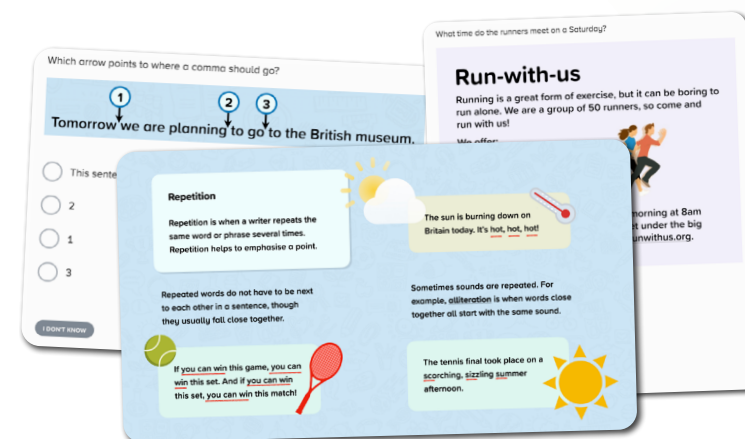 Which arrow points to where a comma should go?
1
2
3
Tomorrow we are planning to go to the British museum.
This sente
2
1
3
I DON'T KNOW
What time do the runners meet on a Saturday?
Run-with-us
Running is a great form of exercise, but it can be boring to
run alone. We are a group of 50 runners, so come and
run with us!
We offer:
morning at 8am
t under the big
unwithus.org.
Repetition
Repetition is when a writer repeats the
same word or phrase several times.
Repetition helps to emphasise a point.
The sun is burning down on
Britain today. It's hot, hot, hot!
Repeated words do not have to be next
to each other in a sentence, though
they usually fall close together.
Sometimes sounds are repeated. For
example, alliteration is when words close
together all start with the same sound.
If you can win this game, you can
win this set. And if you can win
this set, you can win this match!
The tennis final took place on a
scorching, sizzling summer
afternoon.